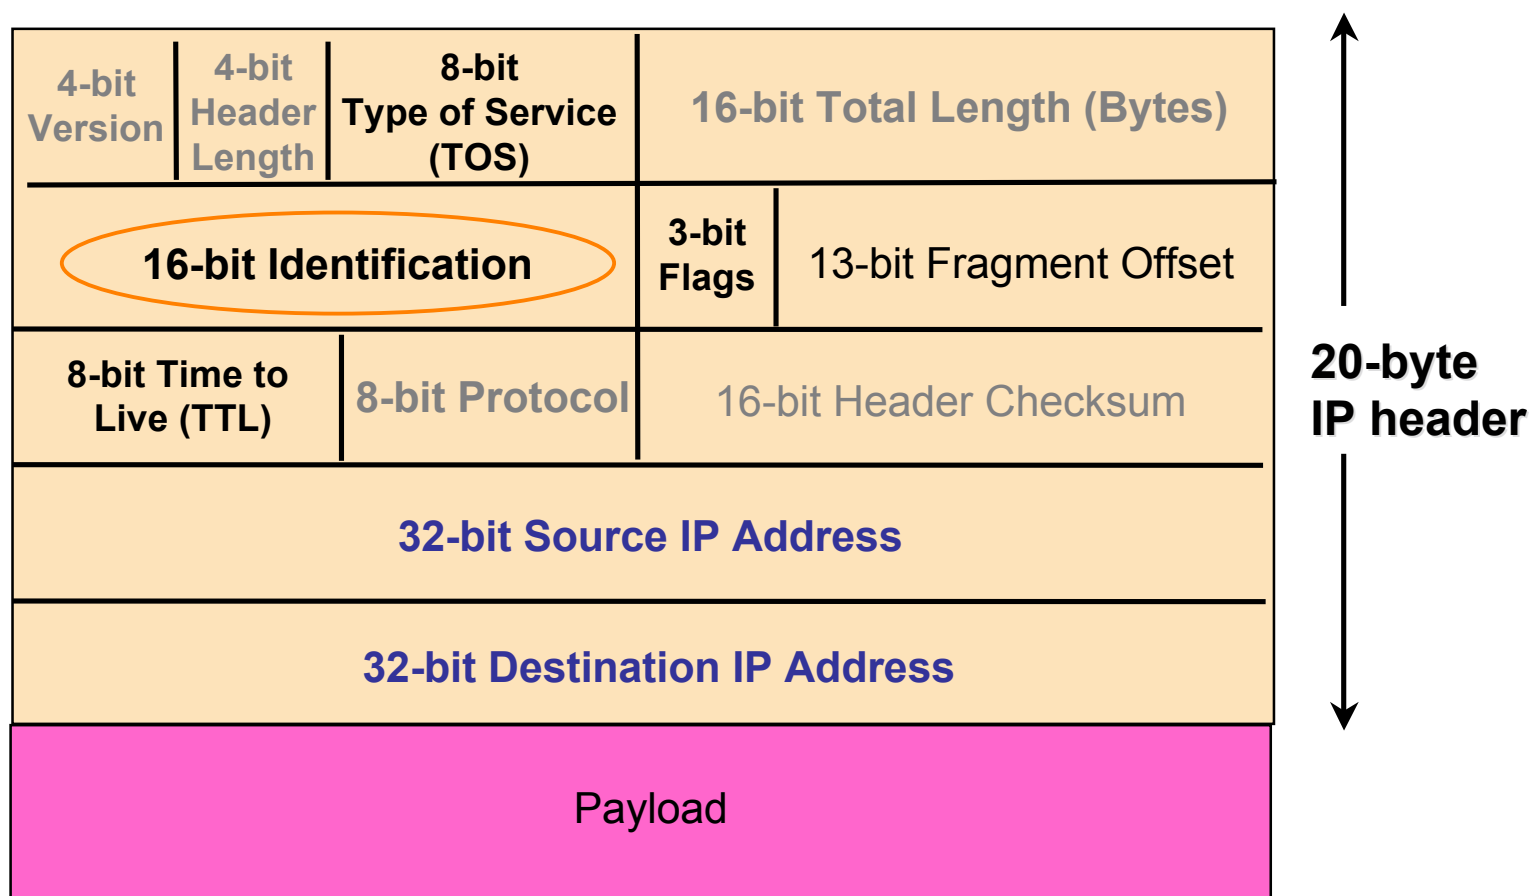 4-bit
Version
4-bit
Header
Length
8-bit
Type of Service
(TOS)
16-bit Total Length (Bytes)
16-bit Identification
3-bit
Flags
13-bit Fragment Offset
8-bit Time to
Live (TTL)
8-bit Protocol
16-bit Header Checksum
20-byte
IP header
32-bit Source IP Address
32-bit Destination IP Address
Payload